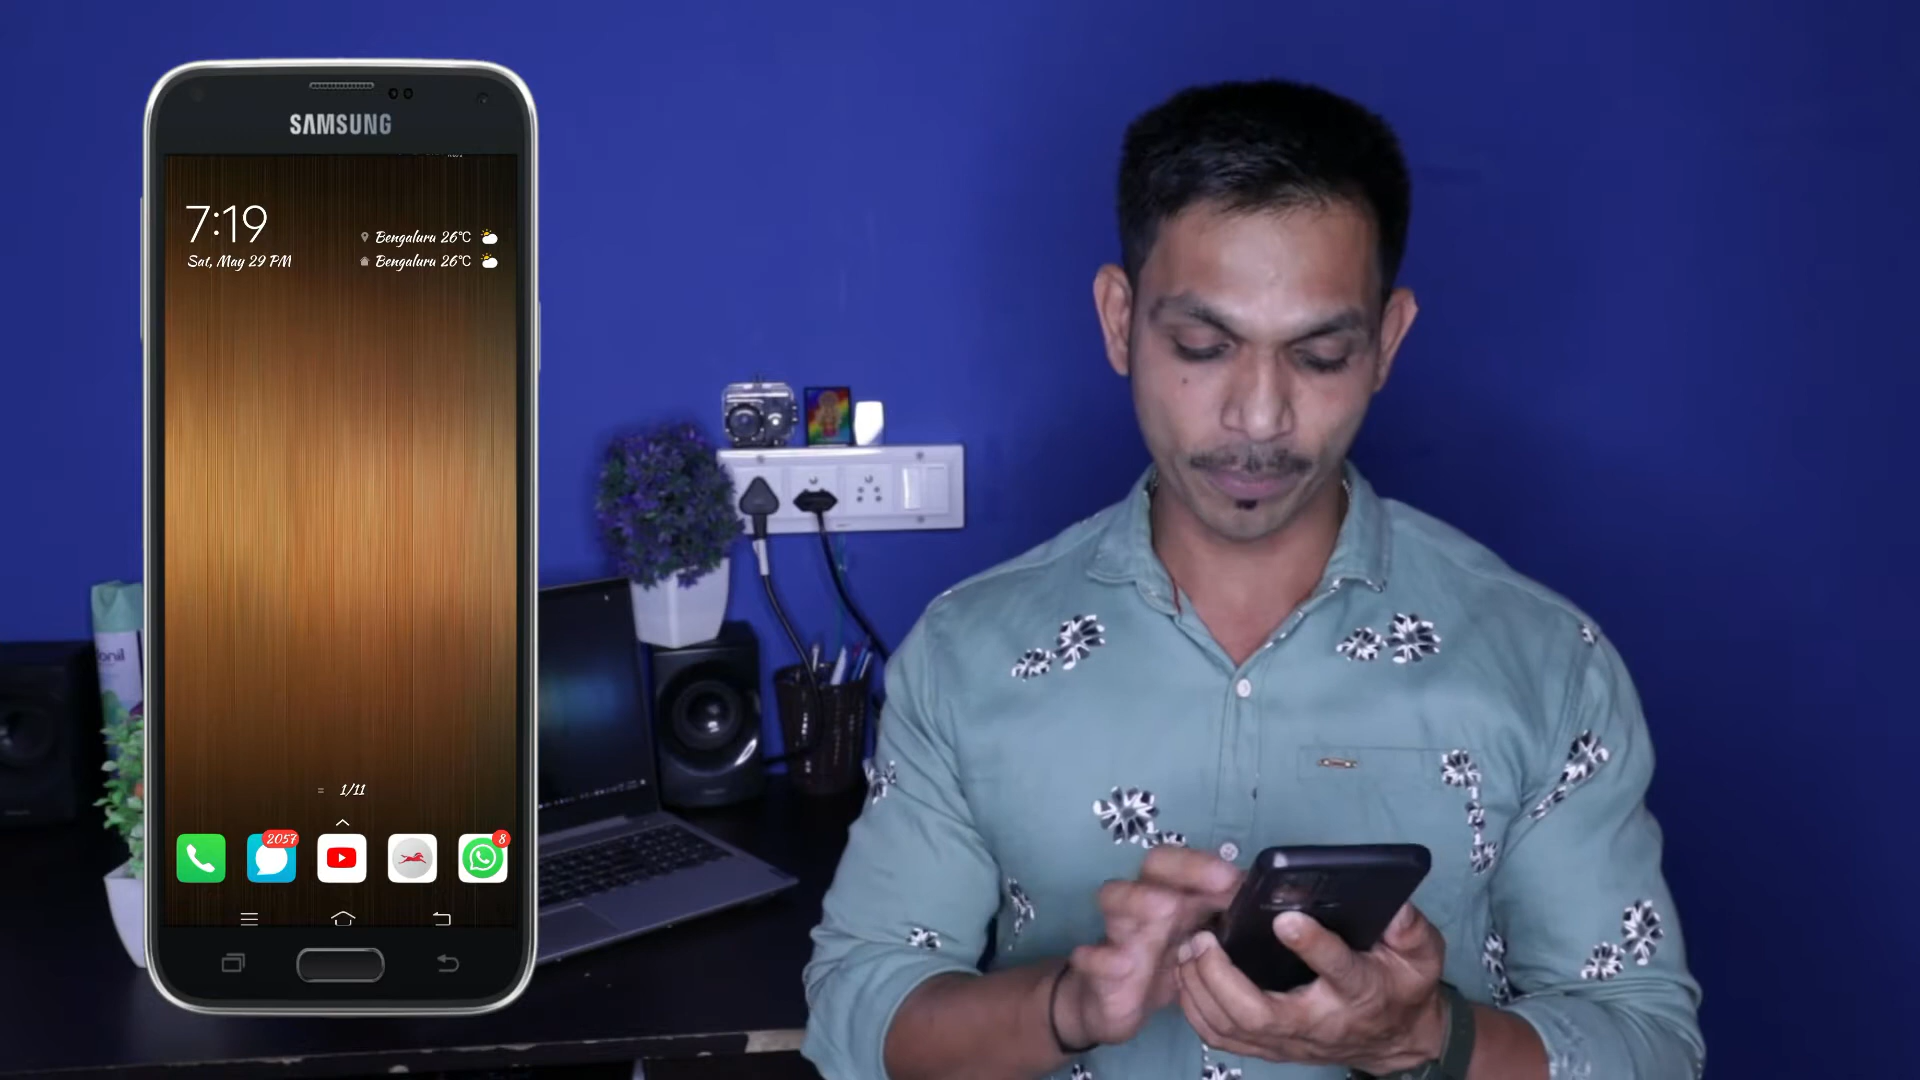 SAMSUNG
7:19
Sat, May 29 PM
Bengaluru 26°C
Bengaluru 26°C
1/11
2057
8